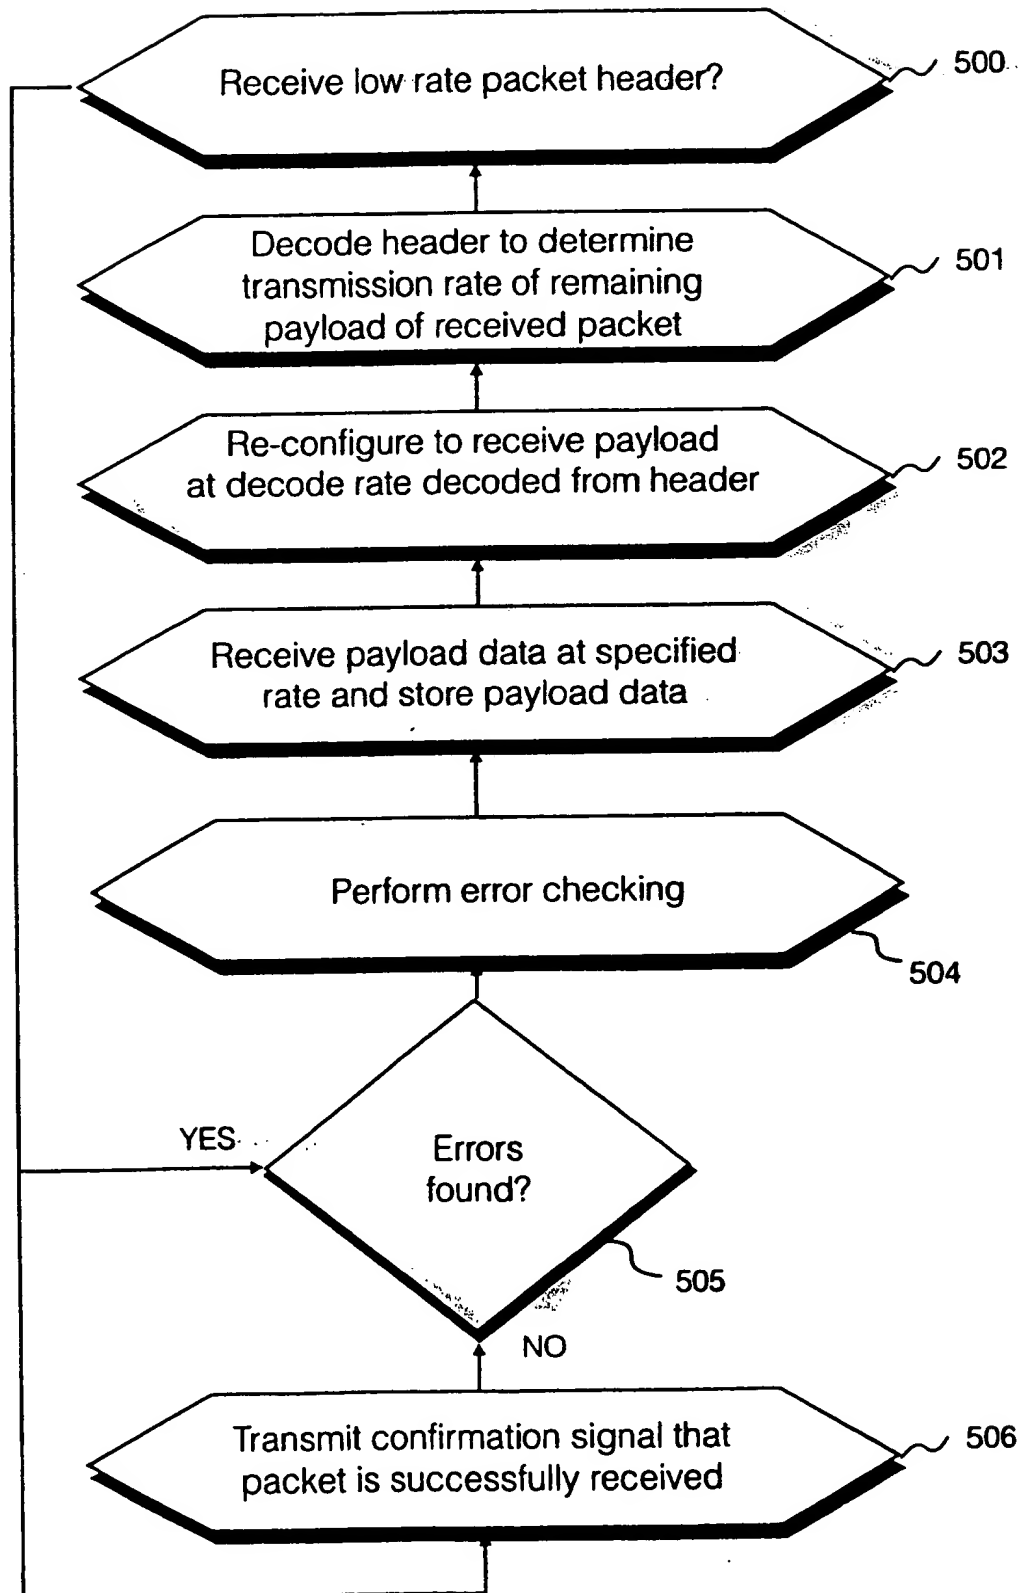 Receive low rate packet header?
500
Decode header to determine
transmission rate of remaining
payload of received packet
501
Re-configure to receive payload
at decode rate decoded from header
502
Receive payload data at specified
rate and store payload data
503
Perform error checking
504
YES
Errors
found?
505
NO
Transmit confirmation signal that
packet is successfully received
506